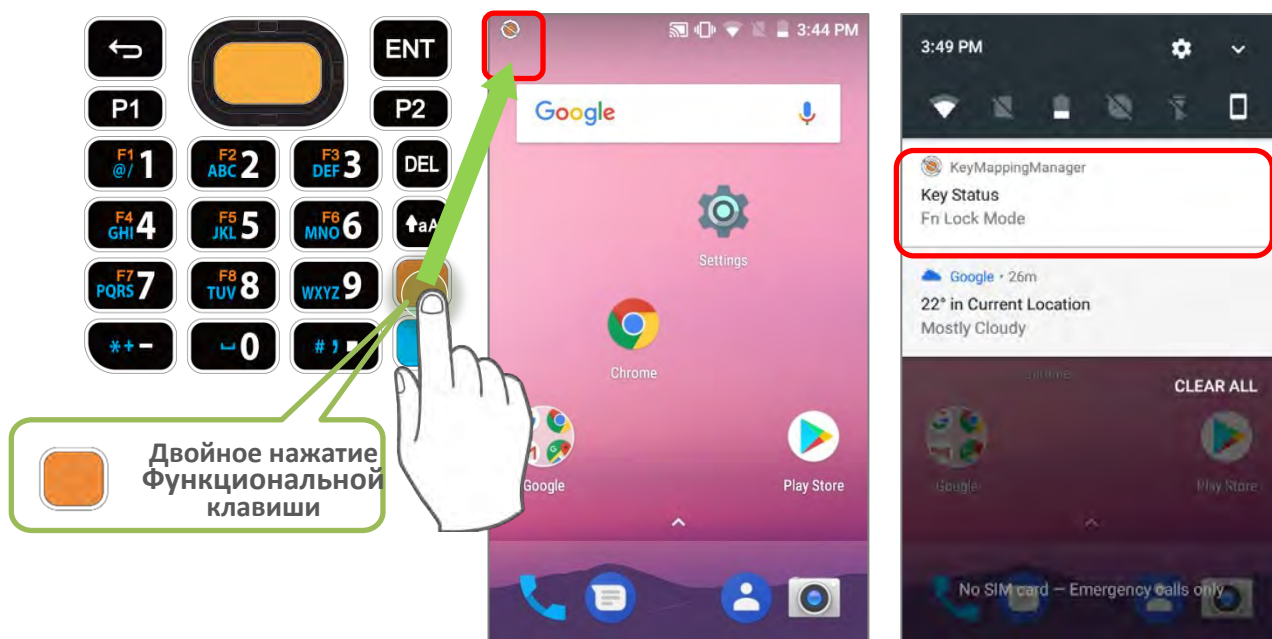 ENT
P1
P2
F1
@/ 1
F2
ABC 2
F3
DEF 3
DEL
F4
GHI 4
F5
JKL 5
F6
MNO 6
aA
F7
PQRS 7
F8
TUV 8
WXYZ 9
*+-
0
# ,
Двойное нажатие
Функциональной
клавиши
3:44 PM
Google
Settings
Chrome
Google
Play Store
3:49 PM
KeyMappingManager
Key Status
Fn Lock Mode
Google • 26m
22° in Current Location
Mostly Cloudy
Chrome
CLEAR ALL
Google
Play Store
No SIM card — Emergency calls only